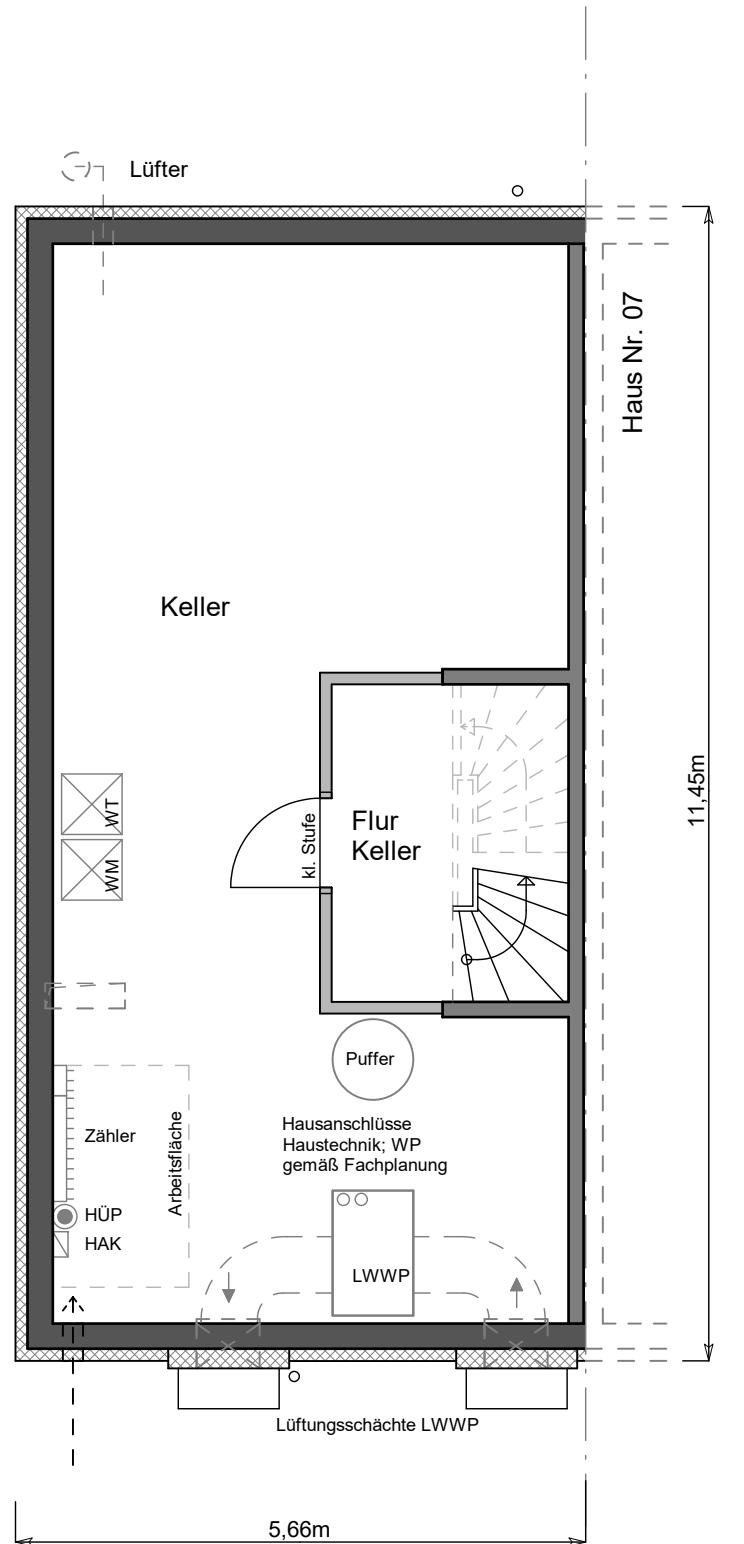 Lüfter
Haus Nr. 07
Keller
11,45m
WT
WM
kl. Stufe
Flur
Keller
Puffer
Hausanschlüsse
Haustechnik; WP
gemäß Fachplanung
Zähler
Arbeitsfläche
HÜP
HAK
LWWP
Lüftungsschächte LWWP
5,66m